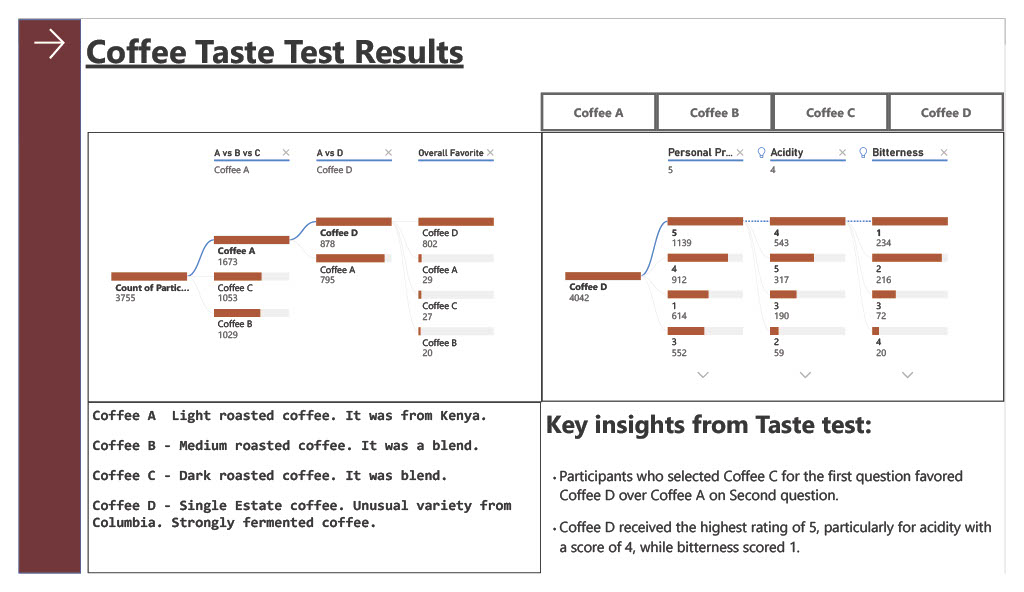 Coffee Taste Test Results
Coffee A
Coffee B
Coffee C
Coffee D
A vs B vs C
Coffee A
A vs D
Coffee D
Overall Favorite
Count of Partic...
3755
Coffee A
1673
Coffee C
1053
Coffee B
1029
Coffee D
878
Coffee A
795
Coffee D
802
Coffee A
29
Coffee C
27
Coffee B
20
Personal Pr...
5
Acidity
4
Bitterness
Coffee D
4042
5
1139
4
912
1
614
3
552
4
543
5
317
3
190
2
59
1
234
2
216
3
72
4
20
Coffee A  Light roasted coffee. It was from Kenya.
Coffee B - Medium roasted coffee. It was a blend.
Coffee C - Dark roasted coffee. It was blend.
Coffee D - Single Estate coffee. Unusual variety from
Columbia. Strongly fermented coffee.
Key insights from Taste test:
• Participants who selected Coffee C for the first question favored
Coffee D over Coffee A on Second question.
• Coffee D received the highest rating of 5, particularly for acidity with
a score of 4, while bitterness scored 1.